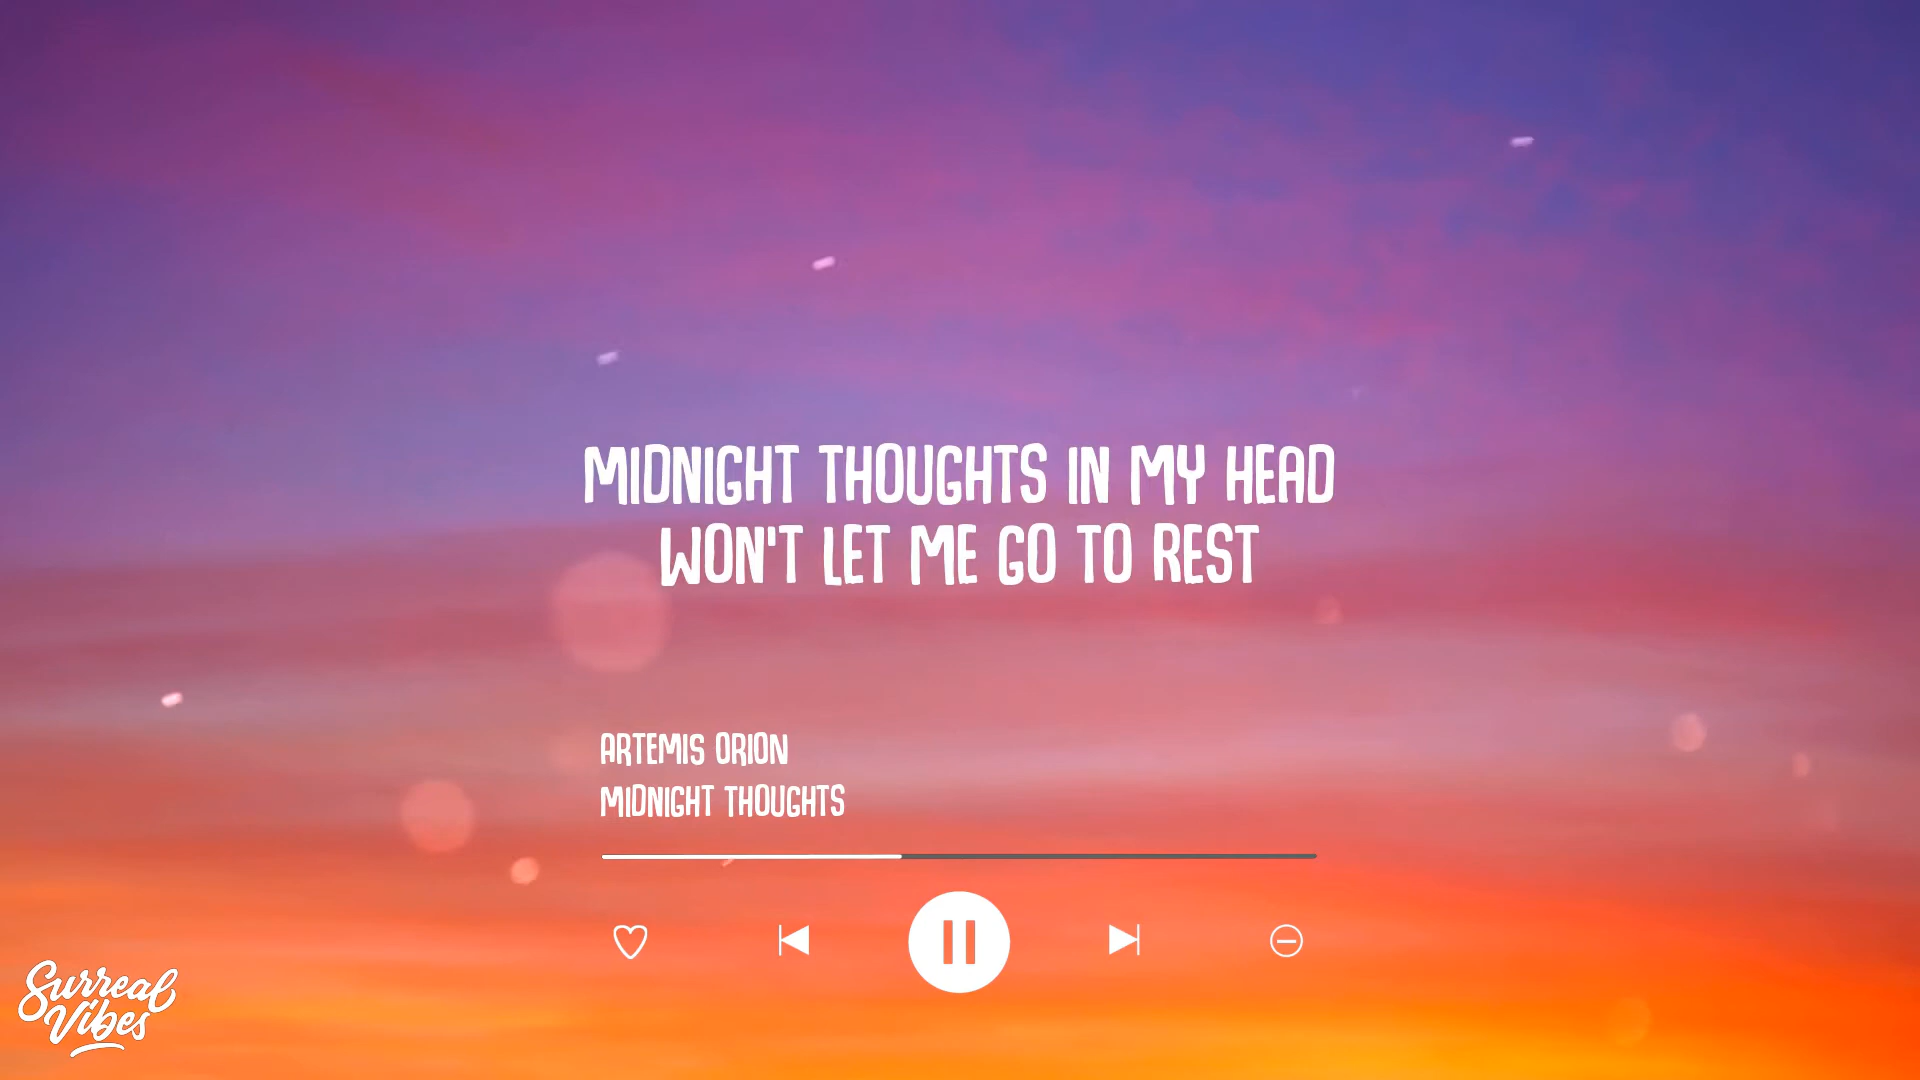 MIDNIGHT THOUGHTS IN MY HEAD
WON'T LET ME GO TO REST
ARTEMIS ORION
MIDNIGHT THOUGHTS
Surreal
Vibes